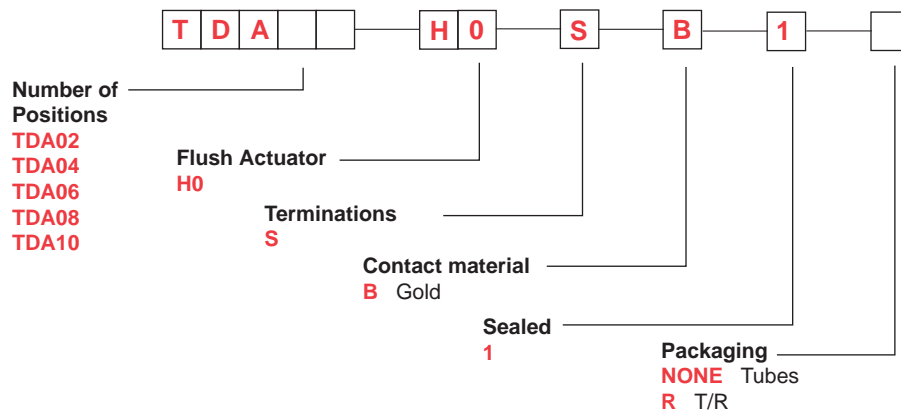 T D A H 0 S B 1
Number of
Positions
TDA02
TDA04
TDA06
TDA08
TDA10
Flush Actuator
H0
Terminations
S
Contact material
B Gold
Sealed
1
Packaging
NONE Tubes
R T/R